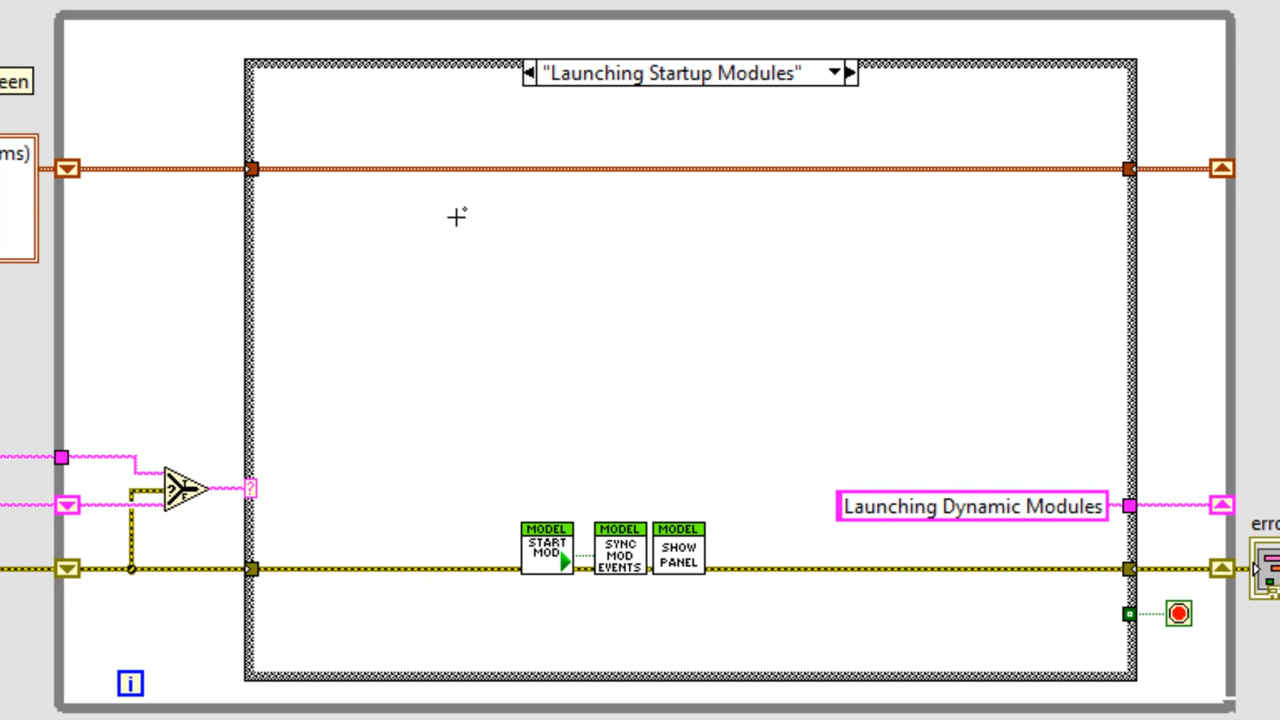 "Launching Startup Modules"
een
ms)
?
F
?
Launching Dynamic Modules
MODEL
START
MOD
MODEL
SYNC
MOD
EVENTS
MODEL
SHOW
PANEL
erro
i